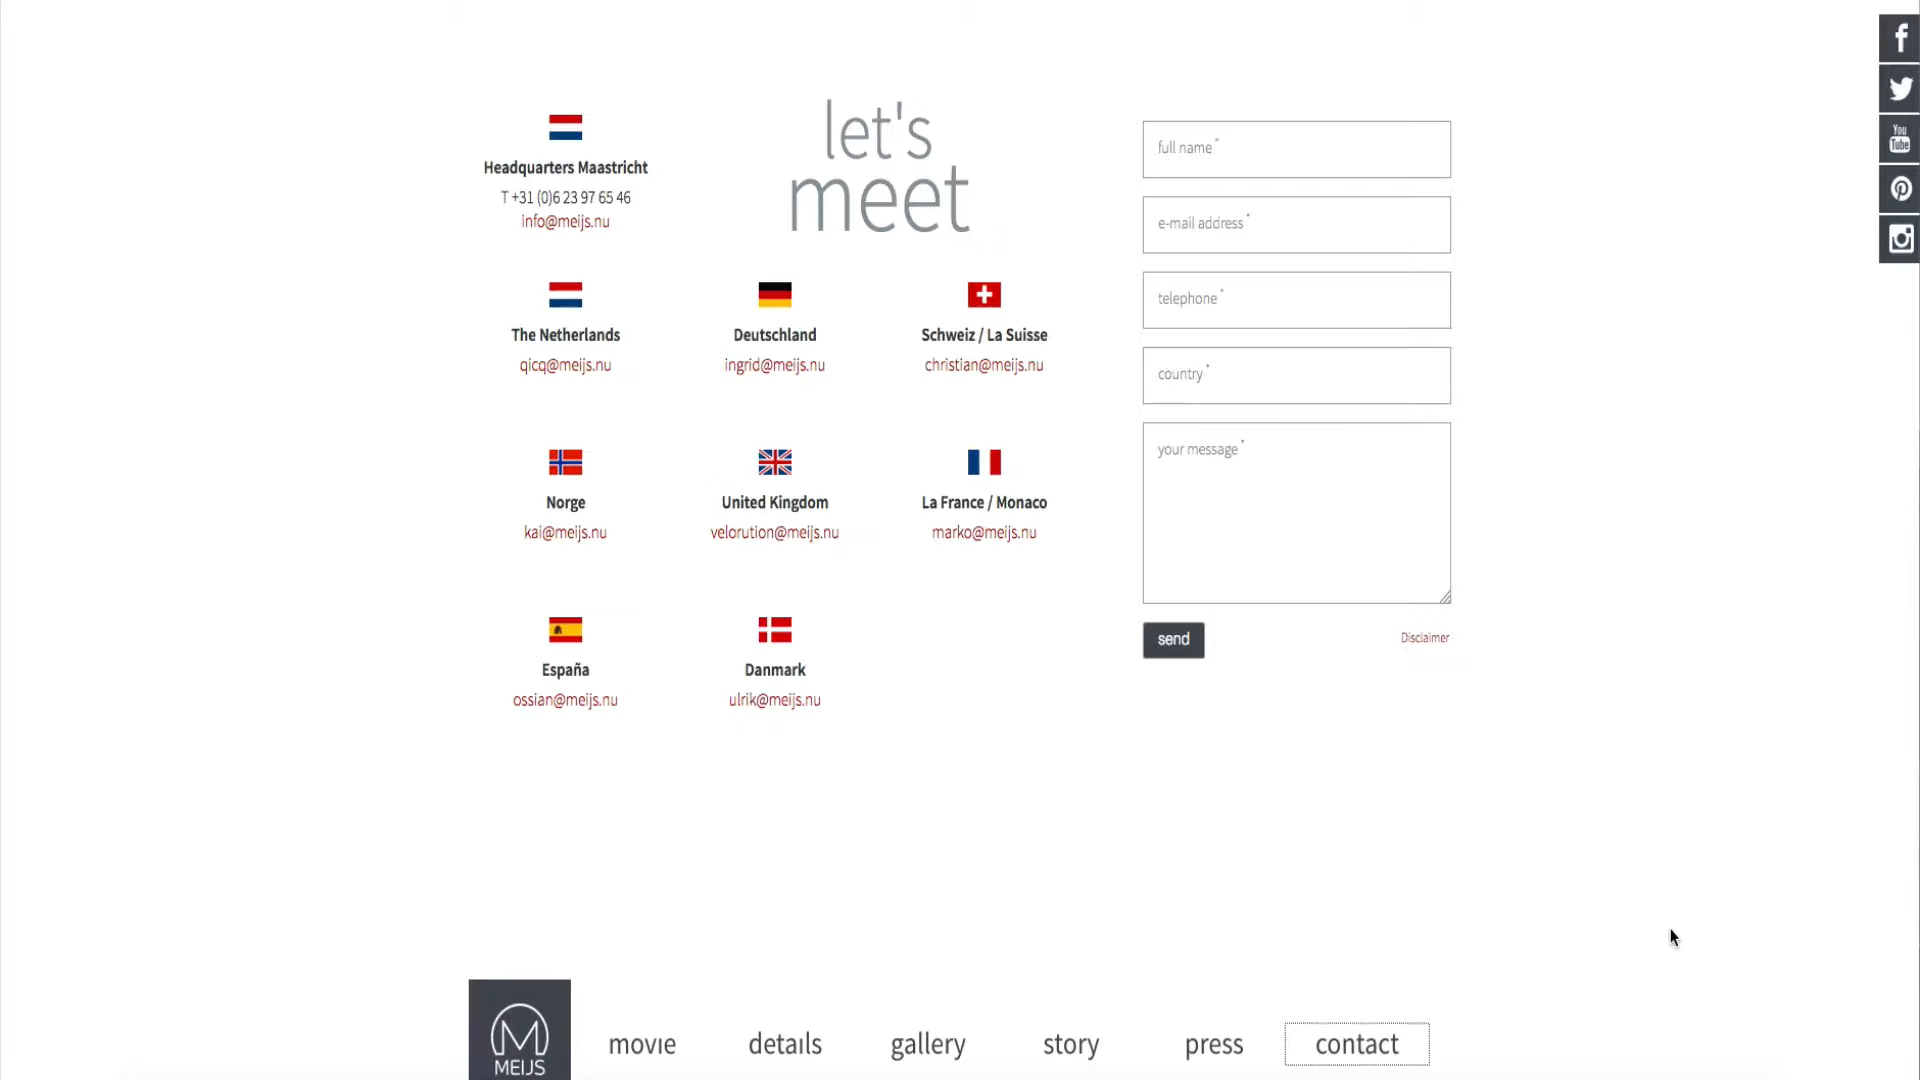 let's
meet
Headquarters Maastricht
T +31 (0)6 23 97 65 46
info@meijs.nu
The Netherlands
qicq@meijs.nu
Deutschland
ingrid@meijs.nu
Schweiz / La Suisse
christian@meijs.nu
Norge
kai@meijs.nu
United Kingdom
velorution@meijs.nu
La France / Monaco
marko@meijs.nu
España
ossian@meijs.nu
Danmark
ulrik@meijs.nu
full name *
e-mail address *
telephone *
country *
your message *
send
Disclaimer
You
Tube
M
MEIJS
movie
details
gallery
story
press
contact